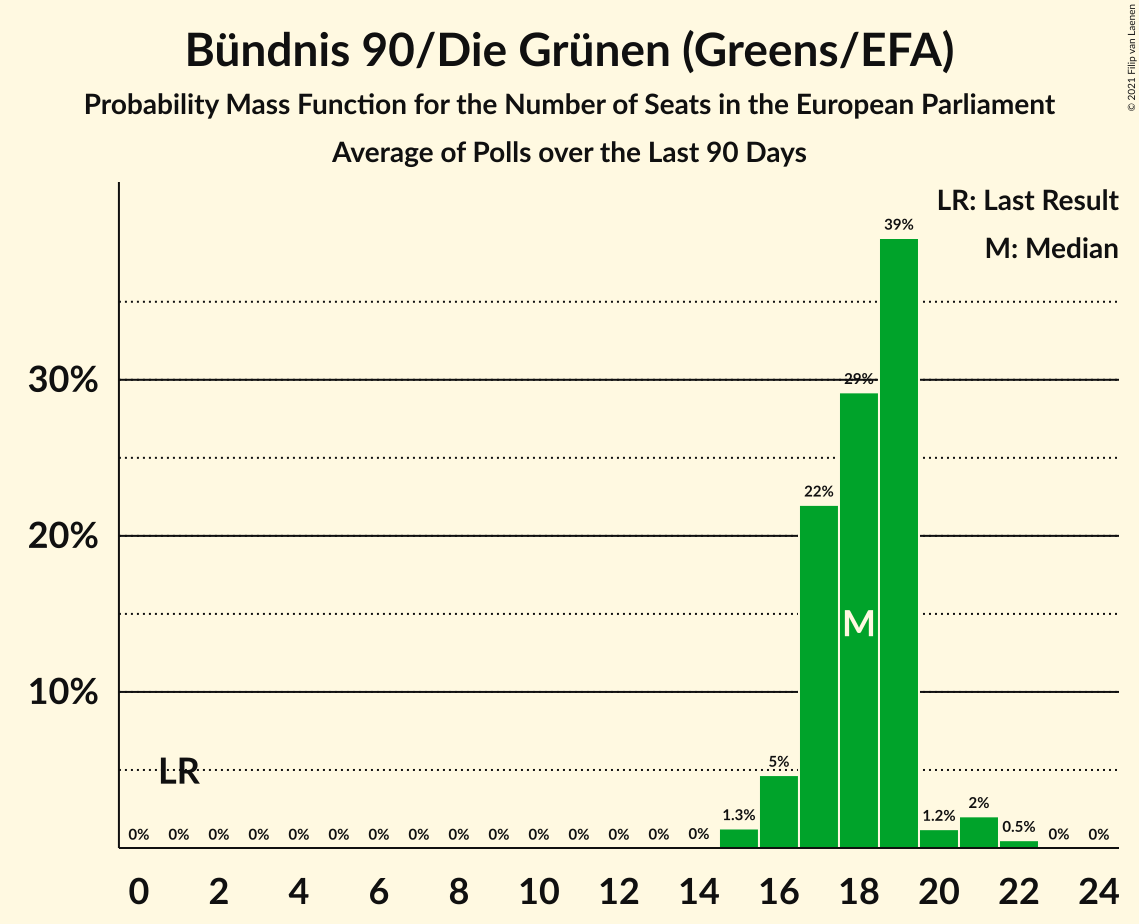 Bündnis 90/Die Grünen (Greens/EFA)
Probability Mass Function for the Number of Seats in the European Parliament
Average of Polls over the Last 90 Days
© 2021 Filip van Laenen
LR: Last Result
M: Median
39%
30%
29%
22%
20%
M
10%
LR
5%
1.3%
1.2%
2%
0.5%
0% 0% 0% 0% 0% 0% 0% 0% 0% 0% 0% 0% 0% 0% 0% 0% 0%
0 2 4 6 8 10 12 14 16 18 20 22 24